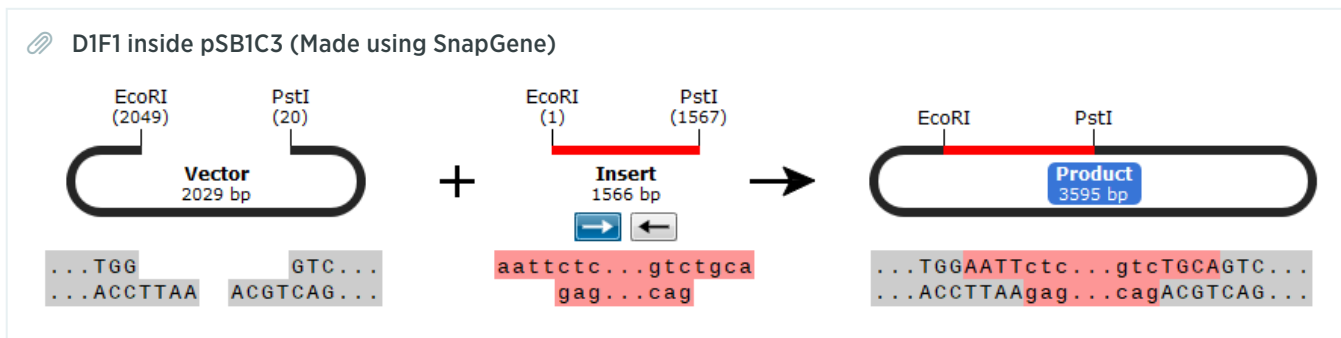 D1F1 inside pSB1C3 (Made using SnapGene)
EcoRI PstI EcoRI PstI
(2049) (20) (1) (1567) EcoRI PstI
Vector + Insert Product
2029 bp 1566 bp 3595 bp
...TGG GTC... aattctc...gtctgca ...TGGAATTctc...gtcTGCAGTC...
...ACCTTAA ACGTCAG... gag...cag ...ACCTTAAgag...cagACGTCAG...